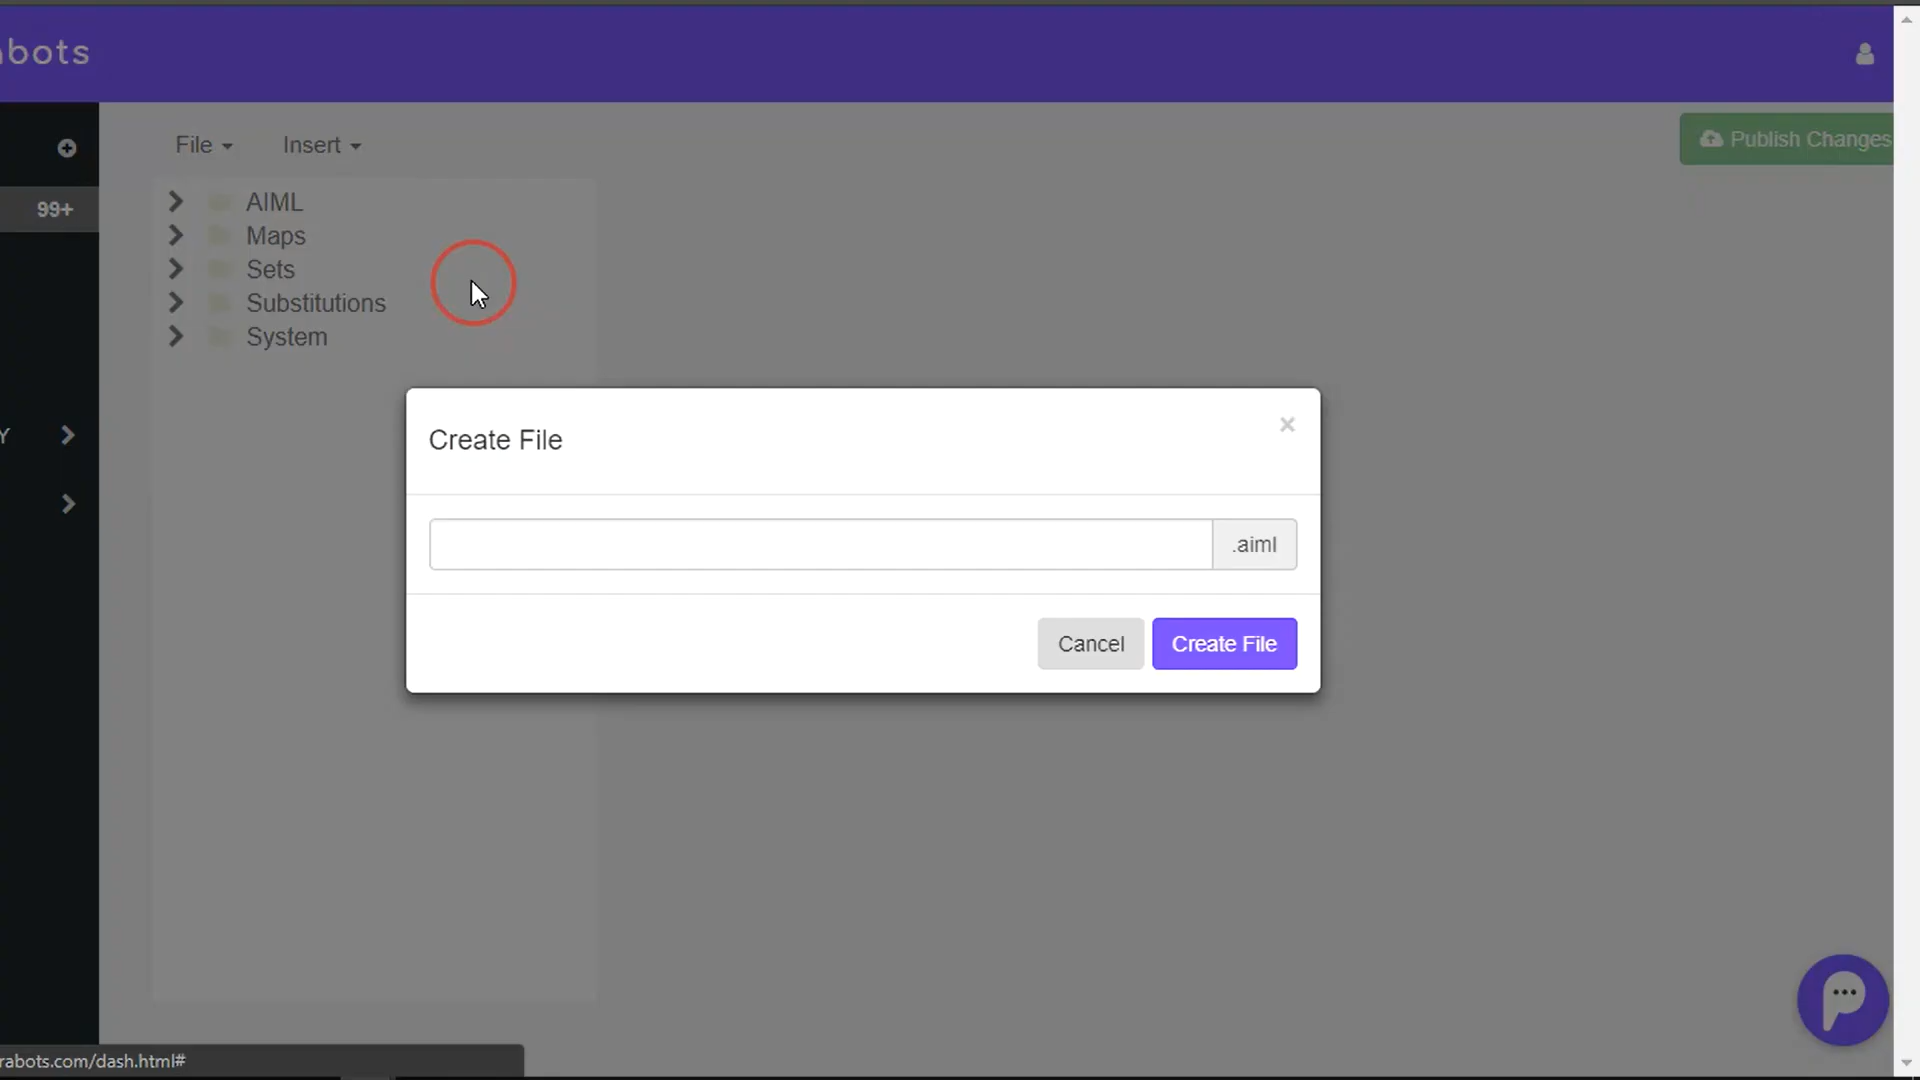 bots
File
Insert
Publish Changes
99+
AIML
Maps
Sets
Substitutions
System
Y
Create File
×
.aiml
Cancel
Create File
rabots.com/dash.html#